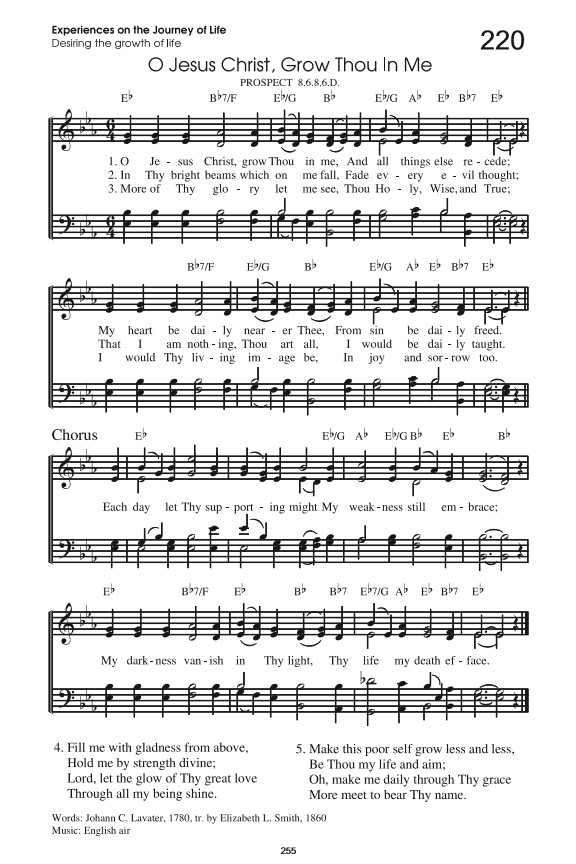 Experiences on the Journey of Life
Desiring the growth of life
220
O Jesus Christ, Grow Thou In Me
PROSPECT 8.6.8.6.D.
E♭ B♭7/F E♭/G B♭ E♭/G A♭ E♭ B♭7 E♭
6 4
1. O Je - sus Christ, grow Thou in me, And all things else re - cede;
2. In Thy bright beams which on me fall, Fade ev - ery e - vil thought;
3. More of Thy glo - ry let me see, Thou Ho - ly, Wise, and True;
6 4
B♭7/F E♭/G B♭ E♭/G A♭ E♭ B♭7 E♭
My heart be dai - ly near - er Thee, From sin be dai - ly freed.
That I am noth - ing, Thou art all, I would be dai - ly taught.
I would Thy liv - ing im - age be, In joy and sor - row too.
Chorus E♭ E♭/G A♭ E♭/G B♭ E♭ B♭
Each day let Thy sup - port - ing might My weak - ness still em - brace;
E♭ B♭7/F E♭ B♭ B♭7 E♭7/G A♭ E♭ B♭7 E♭
My dark - ness van - ish in Thy light, Thy life my death ef - face.
4. Fill me with gladness from above,
Hold me by strength divine;
Lord, let the glow of Thy great love
Through all my being shine.
5. Make this poor self grow less and less,
Be Thou my life and aim;
Oh, make me daily through Thy grace
More meet to bear Thy name.
Words: Johann C. Lavater, 1780, tr. by Elizabeth L. Smith, 1860
Music: English air
255